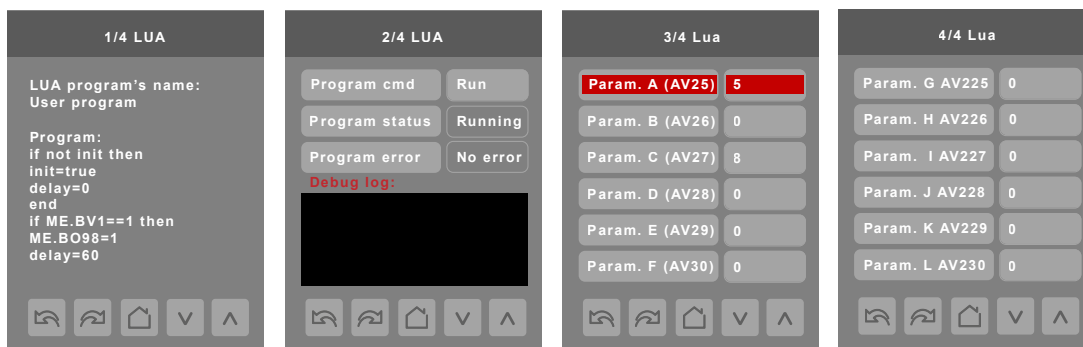 1/4 LUA
LUA program's name:
User program
Program:
if not init then
init=true
delay=0
end
if ME.BV1==1 then
ME.BO98=1
delay=60
2/4 LUA
Program cmd Run
Program status Running
Program error No error
Debug log:
3/4 Lua
Param. A (AV25) 5
Param. B (AV26) 0
Param. C (AV27) 8
Param. D (AV28) 0
Param. E (AV29) 0
Param. F (AV30) 0
4/4 Lua
Param. G AV225 0
Param. H AV226 0
Param. I AV227 0
Param. J AV228 0
Param. K AV229 0
Param. L AV230 0